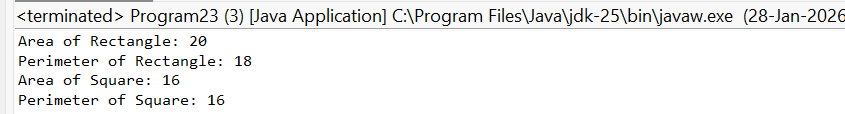 <terminated> Program23 (3) [Java Application] C:\Program Files\Java\jdk-25\bin\javaw.exe (28-Jan-2026
Area of Rectangle: 20
Perimeter of Rectangle: 18
Area of Square: 16
Perimeter of Square: 16